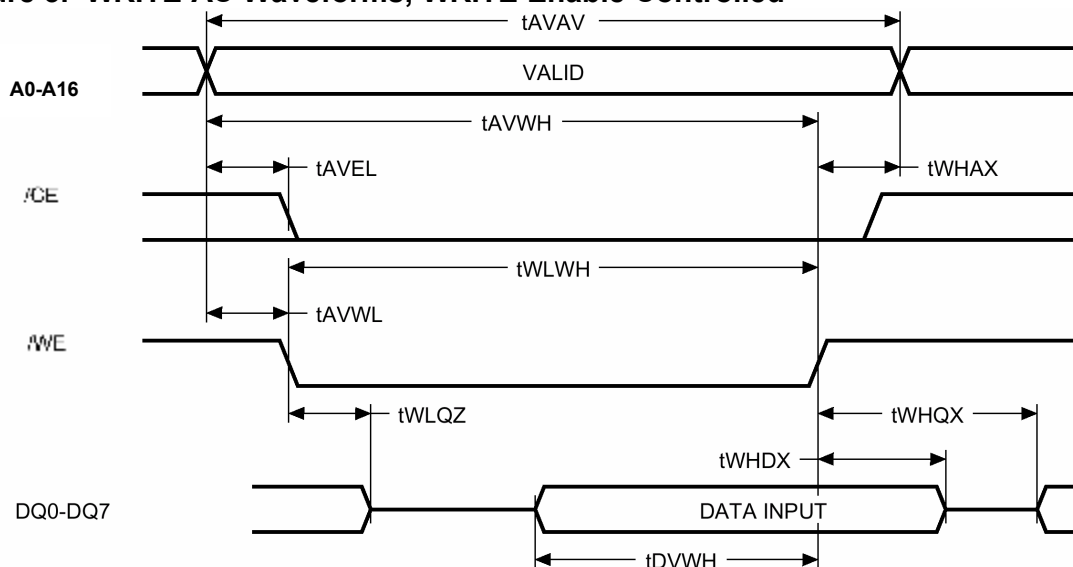 tAVAV
VALID
A0-A16
tAVWH
tAVEL
tWHAX
/CE
tWLWH
tAVWL
/WE
tWLQZ
tWHQX
tWHDX
DQ0-DQ7
DATA INPUT
tDVWH